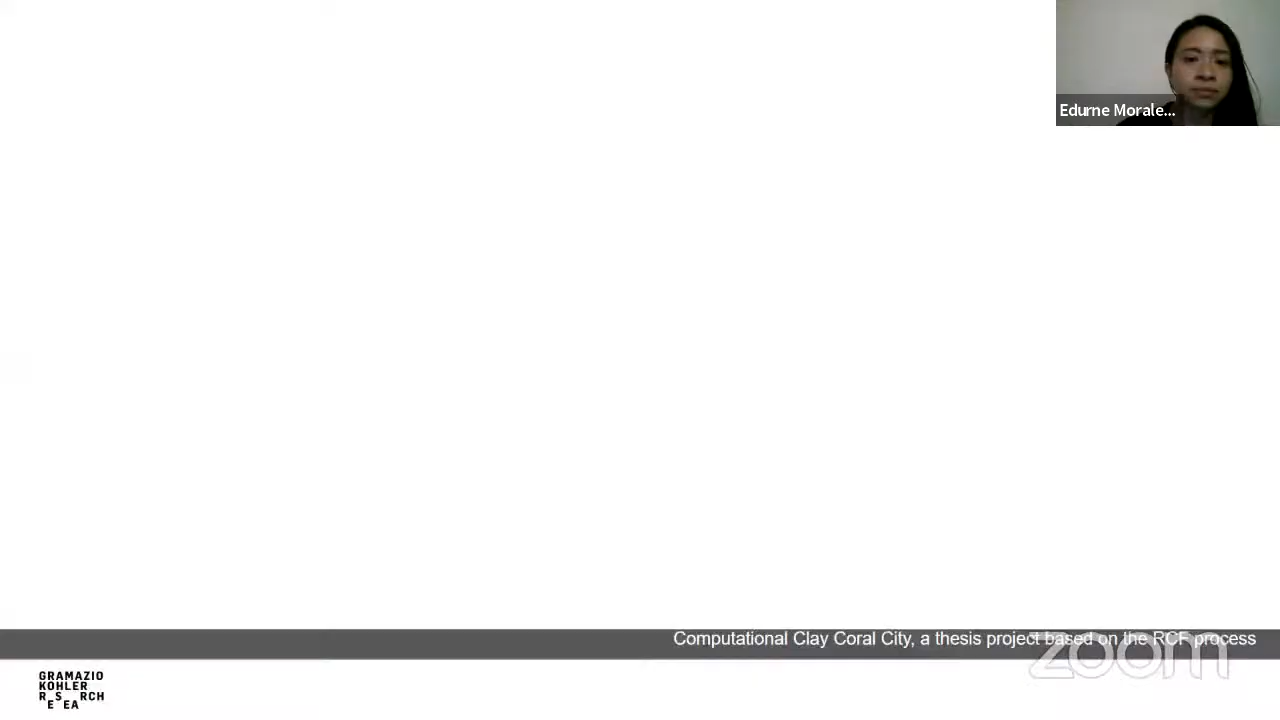 Edurne Morale...
Computational Clay Coral City, a thesis project based on the RCF process
zoom
GRAMAZIO
KOHLER
RESEARCH